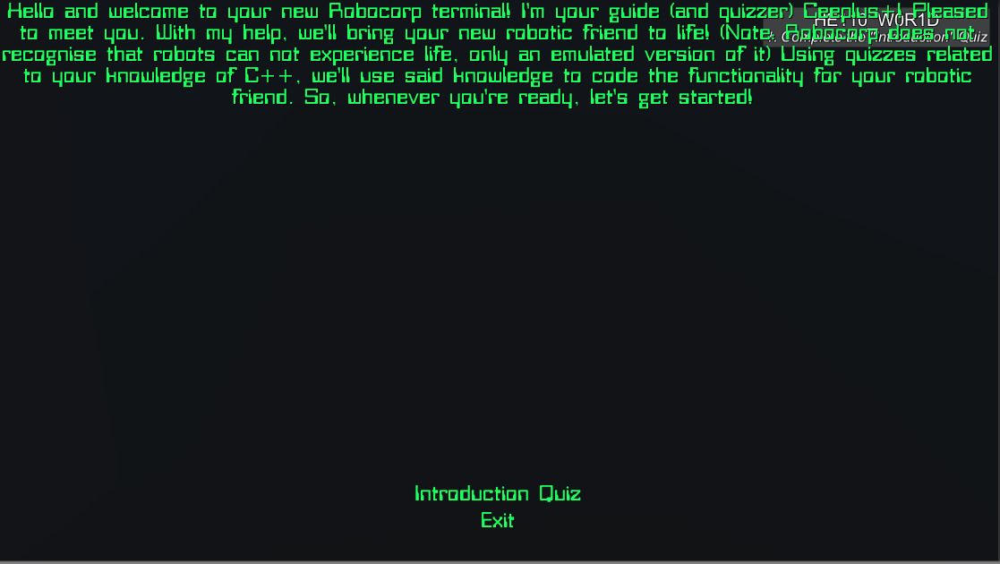 Hello and welcome to your new Robocorp terminal! I'm your guide (and quizzer) Ceeplus+! Pleased
to meet you. With my help, we'll bring your new robotic friend to life! (Note, Robocorp does not
recognise that robots can not experience life, only an emulated version of it) Using quizzes related
to your knowledge of C++, we'll use said knowledge to code the functionality for your robotic
friend. So, whenever you're ready, let's get started!
W0R1D
Complete the Introduction Quiz
Introduction Quiz
Exit